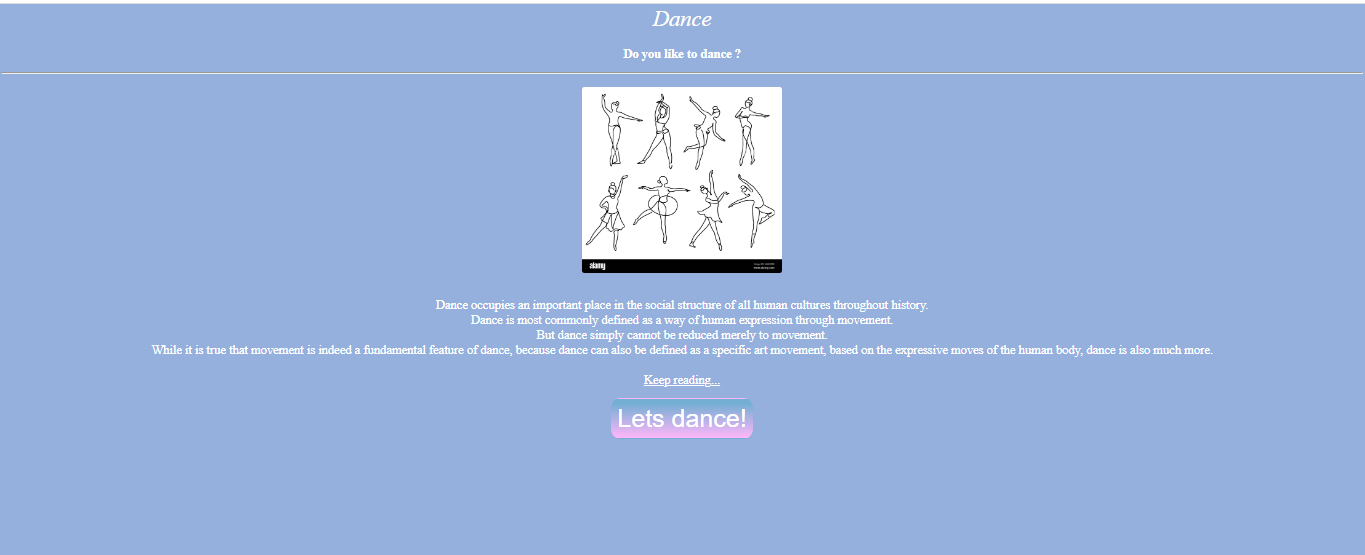 Dance
Do you like to dance ?
alamy
Dance occupies an important place in the social structure of all human cultures throughout history.
Dance is most commonly defined as a way of human expression through movement.
But dance simply cannot be reduced merely to movement.
While it is true that movement is indeed a fundamental feature of dance, because dance can also be defined as a specific art movement, based on the expressive moves of the human body, dance is also much more.
Keep reading...
Lets dance!